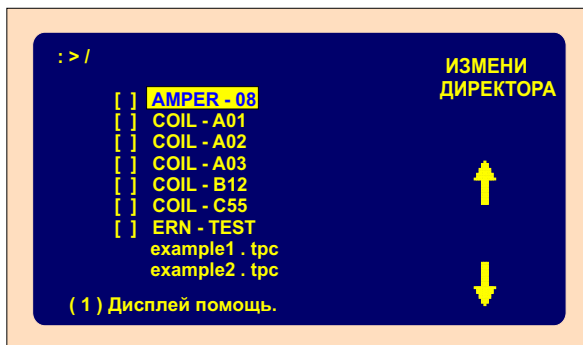 : > /
ИЗМЕНИ
ДИРЕКТОРА
[ ] AMPER - 08
[ ] COIL - A01
[ ] COIL - A02
[ ] COIL - A03
[ ] COIL - B12
[ ] COIL - C55
[ ] ERN - TEST
example1 . tpc
example2 . tpc
( 1 ) Дисплей помощь.